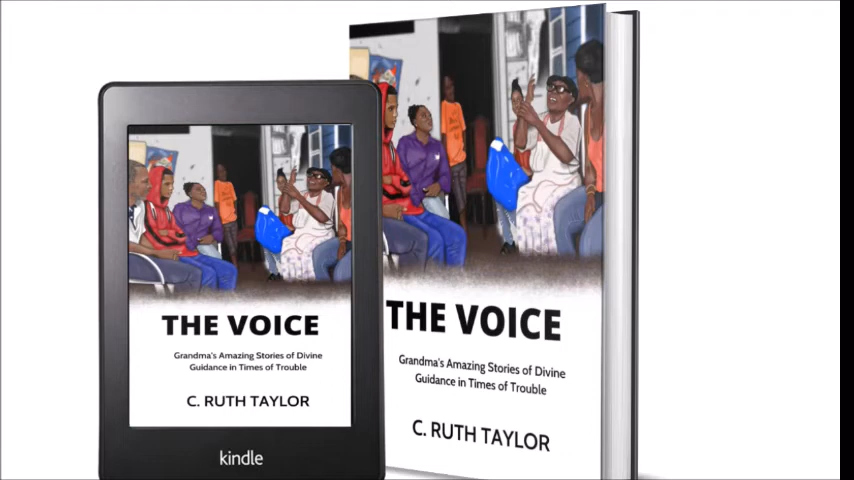 THE VOICE
Grandma's Amazing Stories of Divine
Guidance in Times of Trouble
C. RUTH TAYLOR
kindle
THE VOICE
Grandma's Amazing Stories of Divine
Guidance in Times of Trouble
C. RUTH TAYLOR